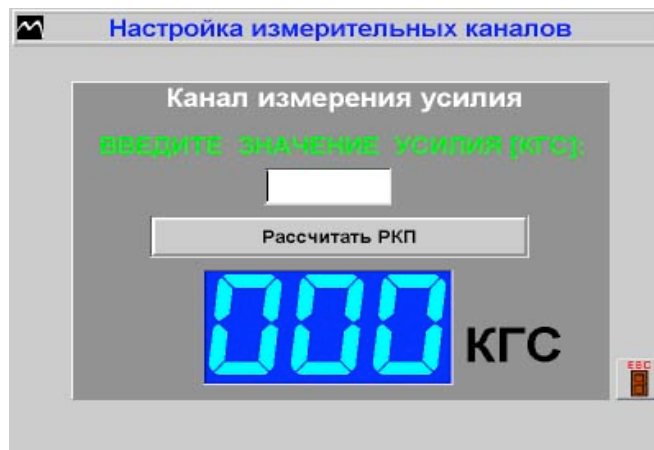 Настройка измерительных каналов
Канал измерения усилия
ВВЕДИТЕ ЗНАЧЕНИЕ УСИЛИЯ [КГС]:
Рассчитать РКП
000 КГС